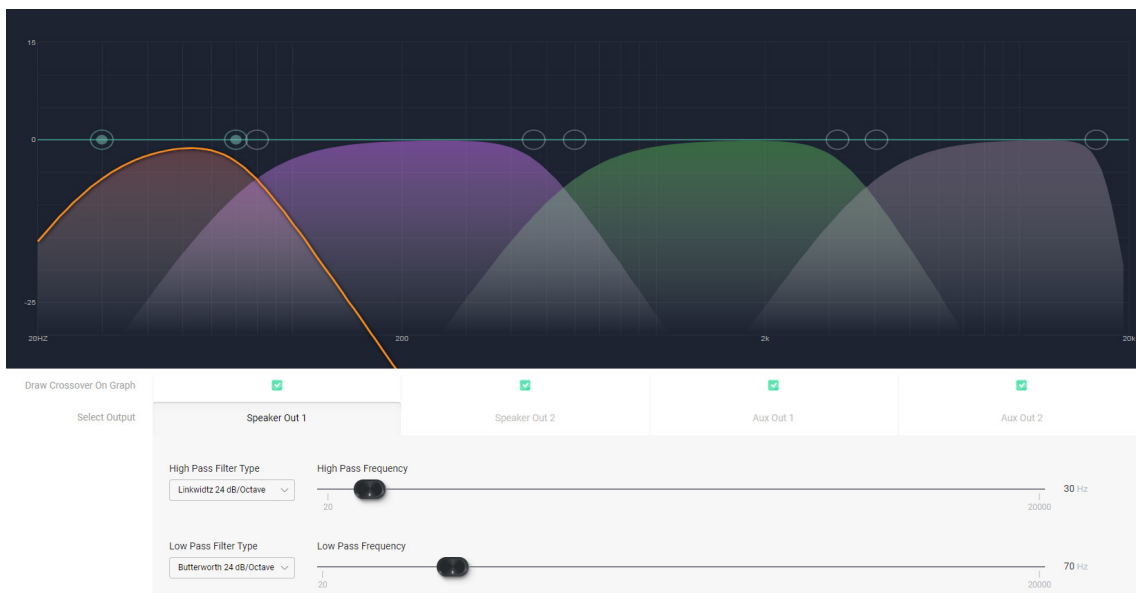 15
0
-25
20HZ 200 2k 20k
Draw Crossover On Graph
Select Output Speaker Out 1 Speaker Out 2 Aux Out 1 Aux Out 2
High Pass Filter Type High Pass Frequency
Linkwidtz 24 dB/Octave 30 Hz
20 20000
Low Pass Filter Type Low Pass Frequency
Butterworth 24 dB/Octave 70 Hz
20 20000